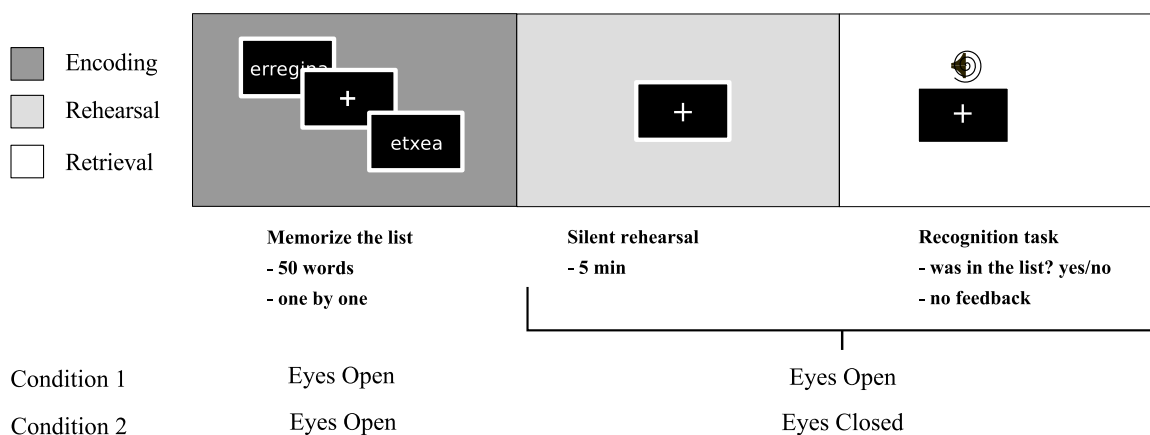 Encoding
Rehearsal
Retrieval
erregina
+
etxea
+
+
Memorize the list
- 50 words
- one by one
Silent rehearsal
- 5 min
Recognition task
- was in the list? yes/no
- no feedback
Condition 1 Eyes Open Eyes Open
Condition 2 Eyes Open Eyes Closed